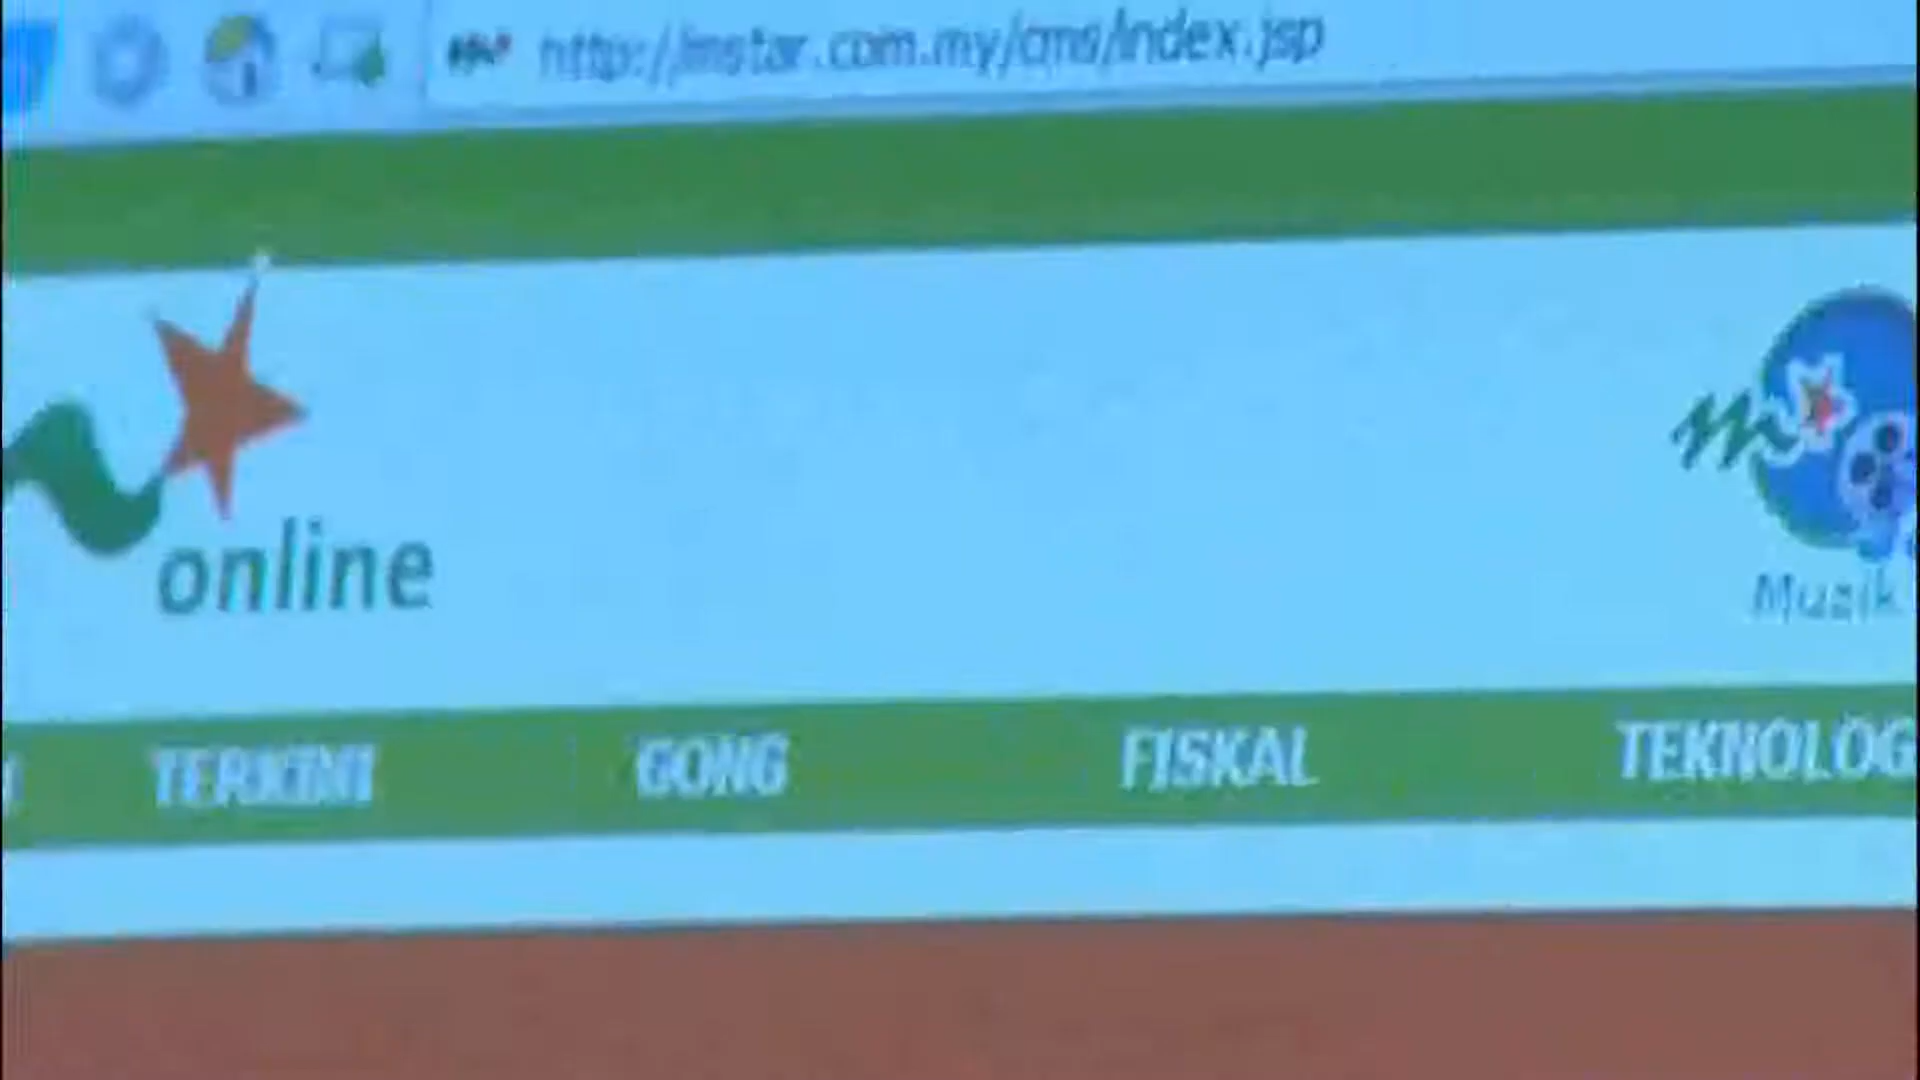 http://mstar.com.my/cms/index.jsp
online
Muzik
TERKINI
GONG
FISKAL
TEKNOLOG